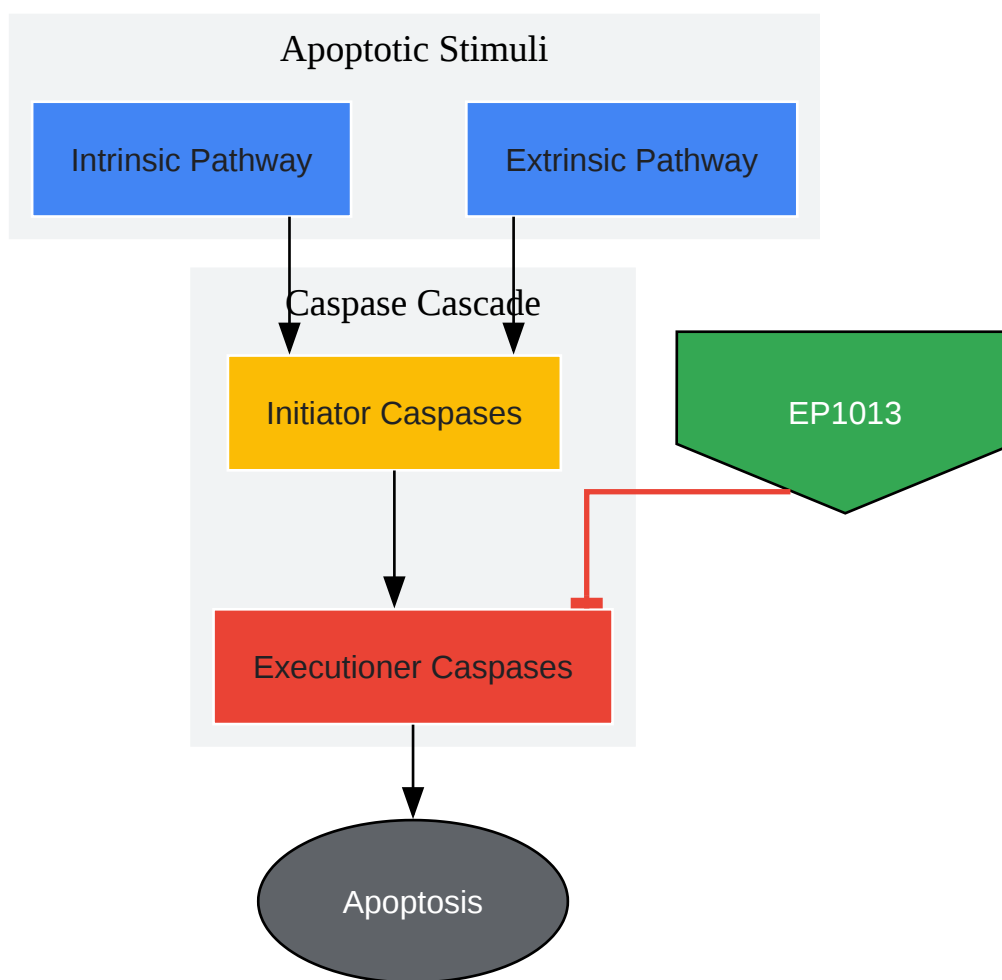 Apoptotic Stimuli
Intrinsic Pathway
Extrinsic Pathway
Caspase Cascade
Initiator Caspases
EP1013
Executioner Caspases
Apoptosis